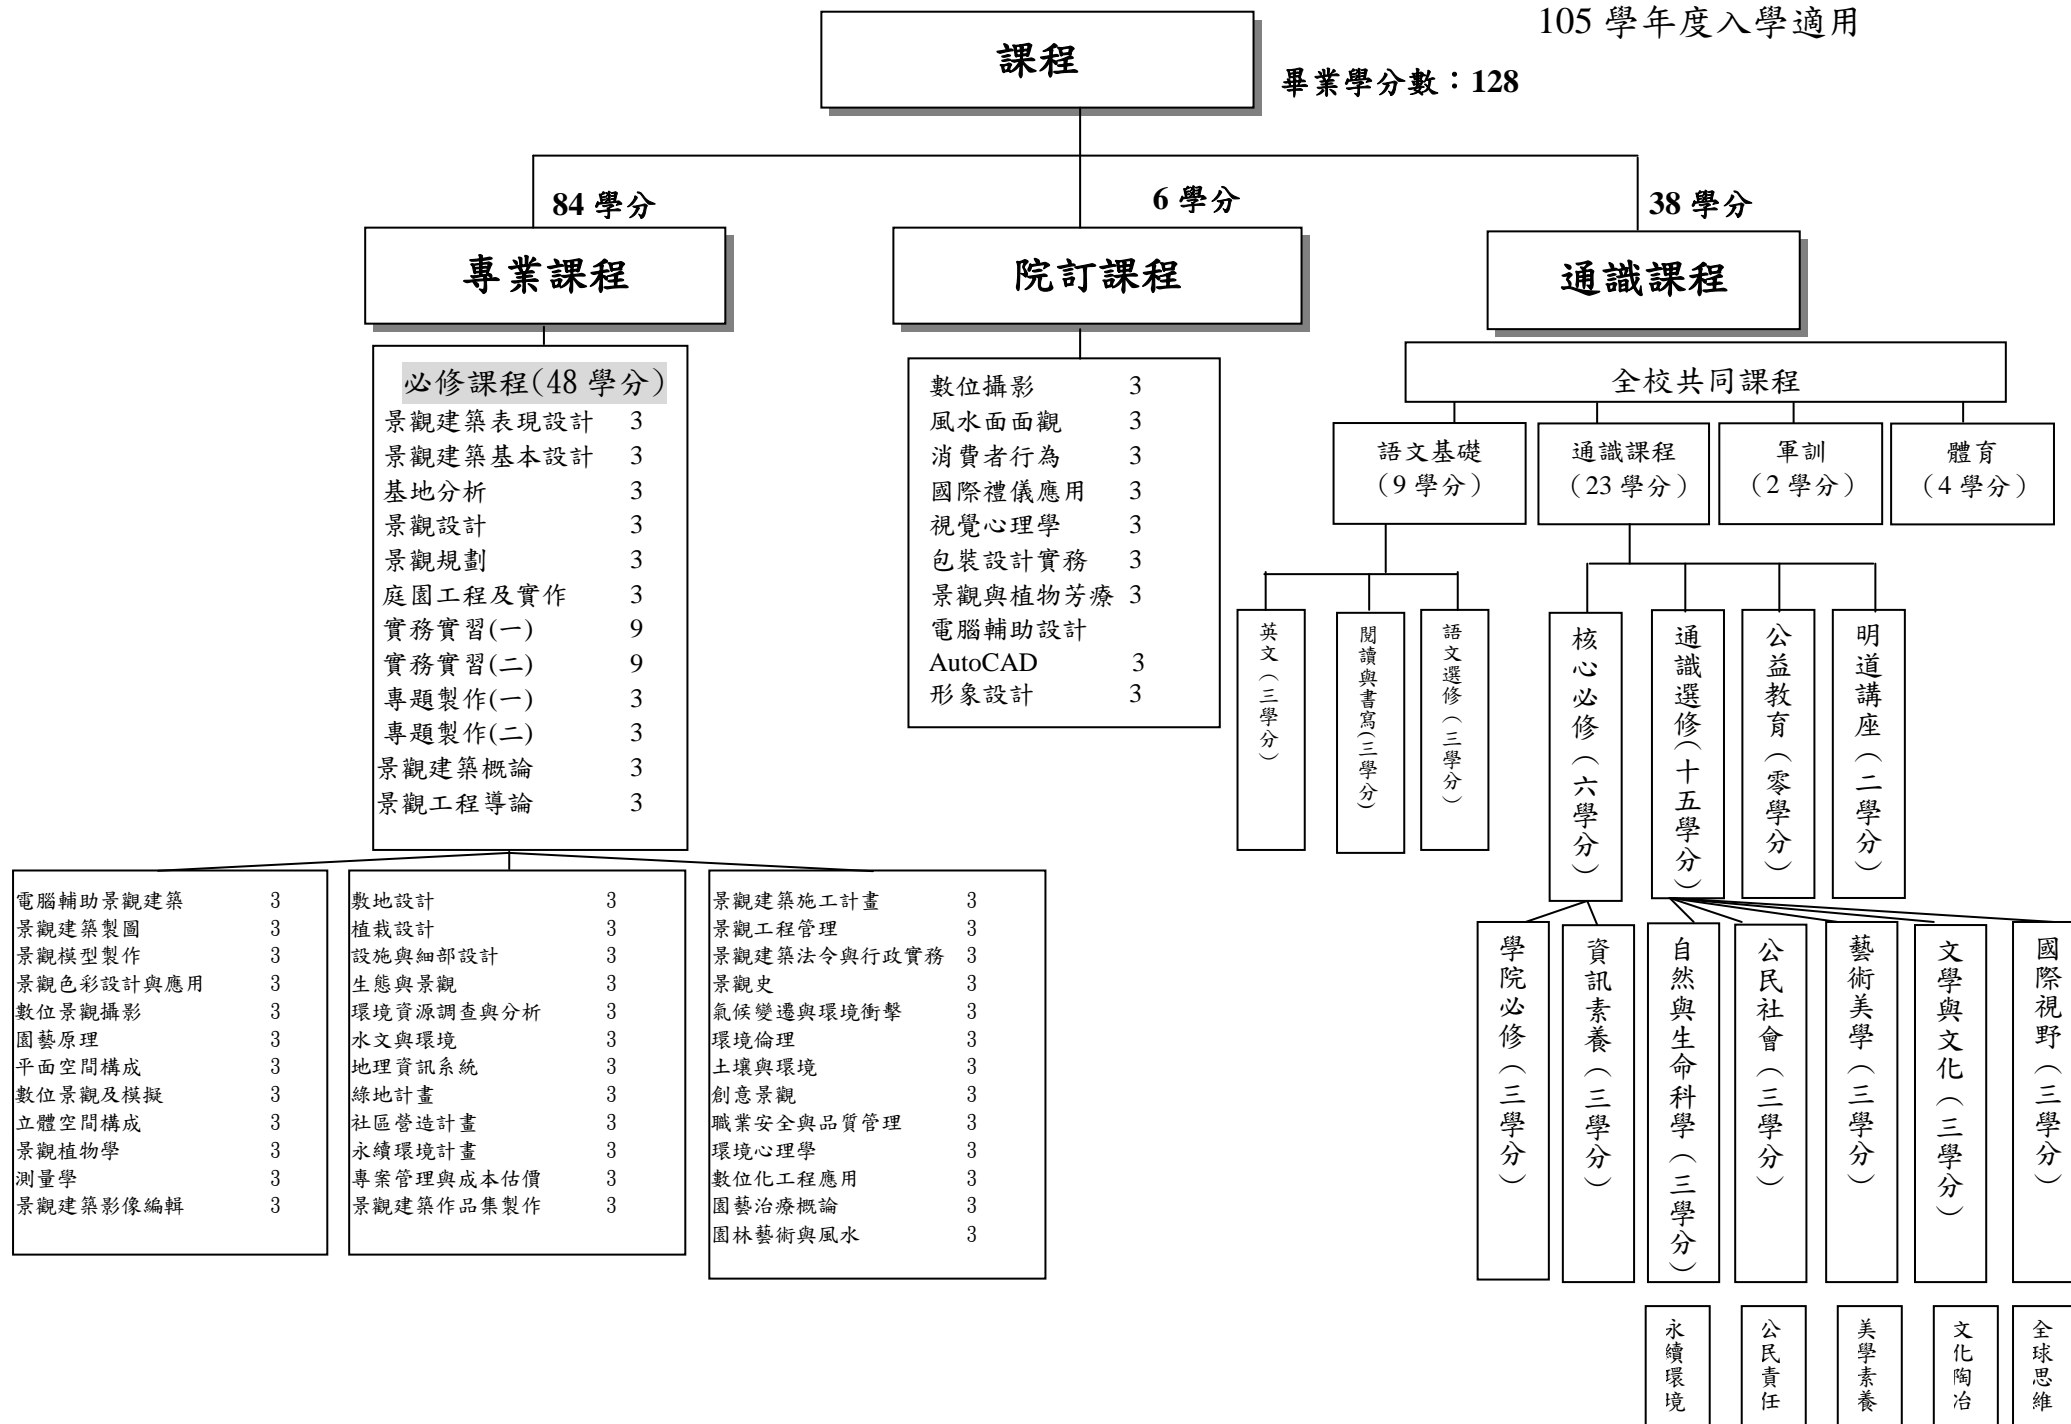 105 學年度入學適用
課程
畢業學分數：128
84 學分
6 學分
38 學分
專業課程
院訂課程
通識課程
必修課程(48 學分)
景觀建築表現設計 3
景觀建築基本設計 3
基地分析 3
景觀設計 3
景觀規劃 3
庭園工程及實作 3
實務實習(一) 9
實務實習(二) 9
專題製作(一) 3
專題製作(二) 3
景觀建築概論 3
景觀工程導論 3
數位攝影 3
風水面面觀 3
消費者行為 3
國際禮儀應用 3
視覺心理學 3
包裝設計實務 3
景觀與植物芳療 3
電腦輔助設計
AutoCAD 3
形象設計 3
全校共同課程
語文基礎
（9 學分）
通識課程
（23 學分）
軍訓
（2 學分）
體育
（4 學分）
英文（三學分）
閱讀與書寫(三學分)
語文選修（三學分）
核心必修（六學分）
通識選修（十五學分）
公益教育（零學分）
明道講座（二學分）
電腦輔助景觀建築 3
景觀建築製圖 3
景觀模型製作 3
景觀色彩設計與應用 3
數位景觀攝影 3
園藝原理 3
平面空間構成 3
數位景觀及模擬 3
立體空間構成 3
景觀植物學 3
測量學 3
景觀建築影像編輯 3
敷地設計 3
植栽設計 3
設施與細部設計 3
生態與景觀 3
環境資源調查與分析 3
水文與環境 3
地理資訊系統 3
綠地計畫 3
社區營造計畫 3
永續環境計畫 3
專案管理與成本估價 3
景觀建築作品集製作 3
景觀建築施工計畫 3
景觀工程管理 3
景觀建築法令與行政實務 3
景觀史 3
氣候變遷與環境衝擊 3
環境倫理 3
土壤與環境 3
創意景觀 3
職業安全與品質管理 3
環境心理學 3
數位化工程應用 3
園藝治療概論 3
園林藝術與風水 3
學院必修（三學分）
資訊素養（三學分）
自然與生命科學（三學分）
公民社會（三學分）
藝術美學（三學分）
文學與文化（三學分）
國際視野（三學分）
永續環境
公民責任
美學素養
文化陶冶
全球思維